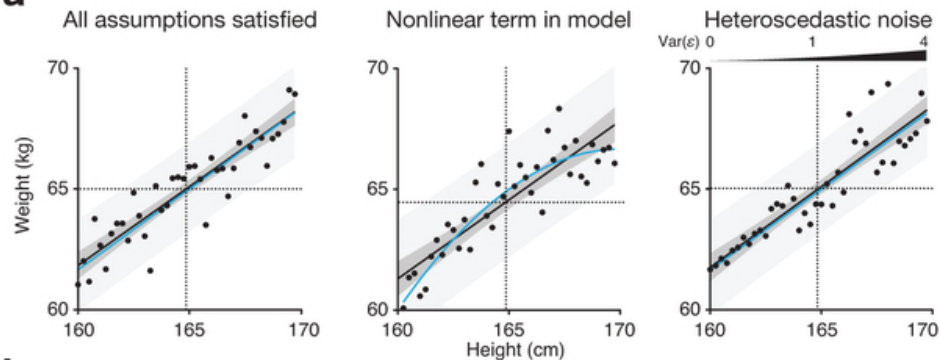 a
All assumptions satisfied
Nonlinear term in model
Heteroscedastic noise
Var(ε) 0 1 4
Weight (kg)
70
65
60
160 165 170
70
65
60
160 165 170
70
65
60
160 165 170
Height (cm)